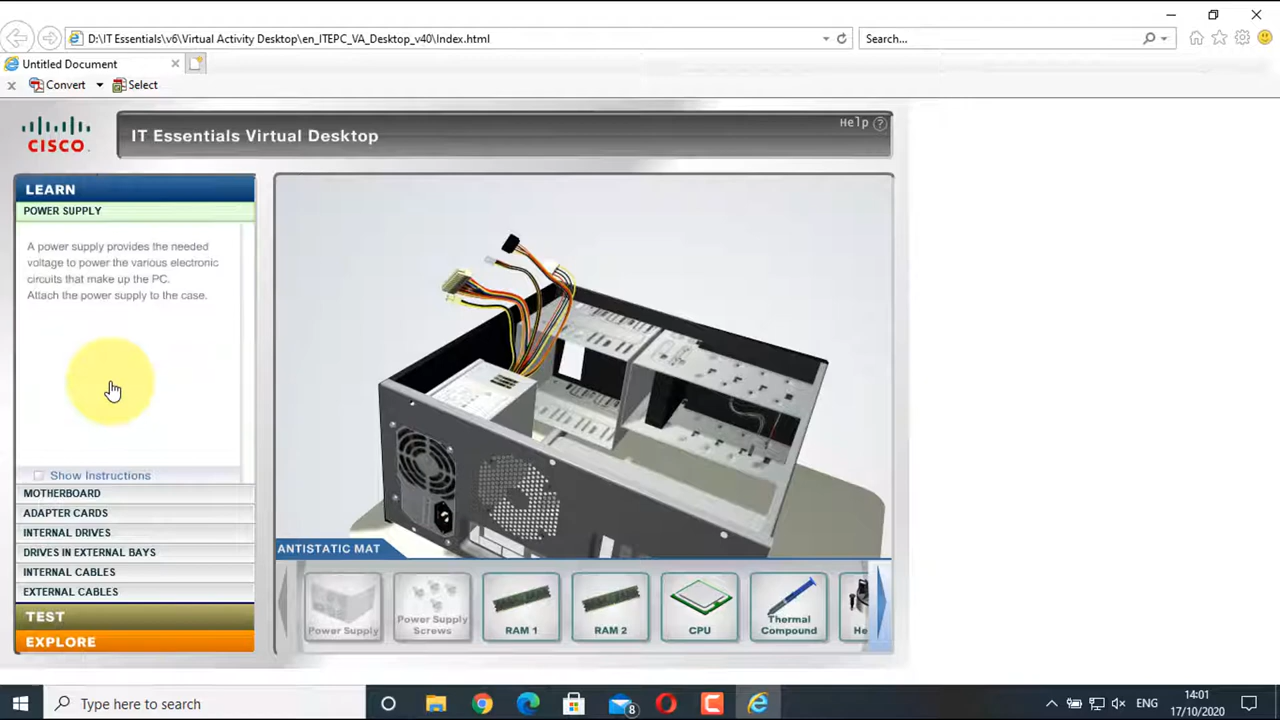 D:\IT Essentials\v6\Virtual Activity Desktop\en_ITEPC_VA_Desktop_v40\Index.html
Search...
Untitled Document
Convert
Select
CISCO
IT Essentials Virtual Desktop
Help ?
LEARN
POWER SUPPLY
A power supply provides the needed
voltage to power the various electronic
circuits that make up the PC.
Attach the power supply to the case.
Show Instructions
MOTHERBOARD
ADAPTER CARDS
INTERNAL DRIVES
DRIVES IN EXTERNAL BAYS
INTERNAL CABLES
EXTERNAL CABLES
TEST
EXPLORE
ANTISTATIC MAT
Power Supply
Power Supply
Screws
RAM 1
RAM 2
CPU
Thermal
Compound
He
Type here to search
8
ENG
14:01
17/10/2020